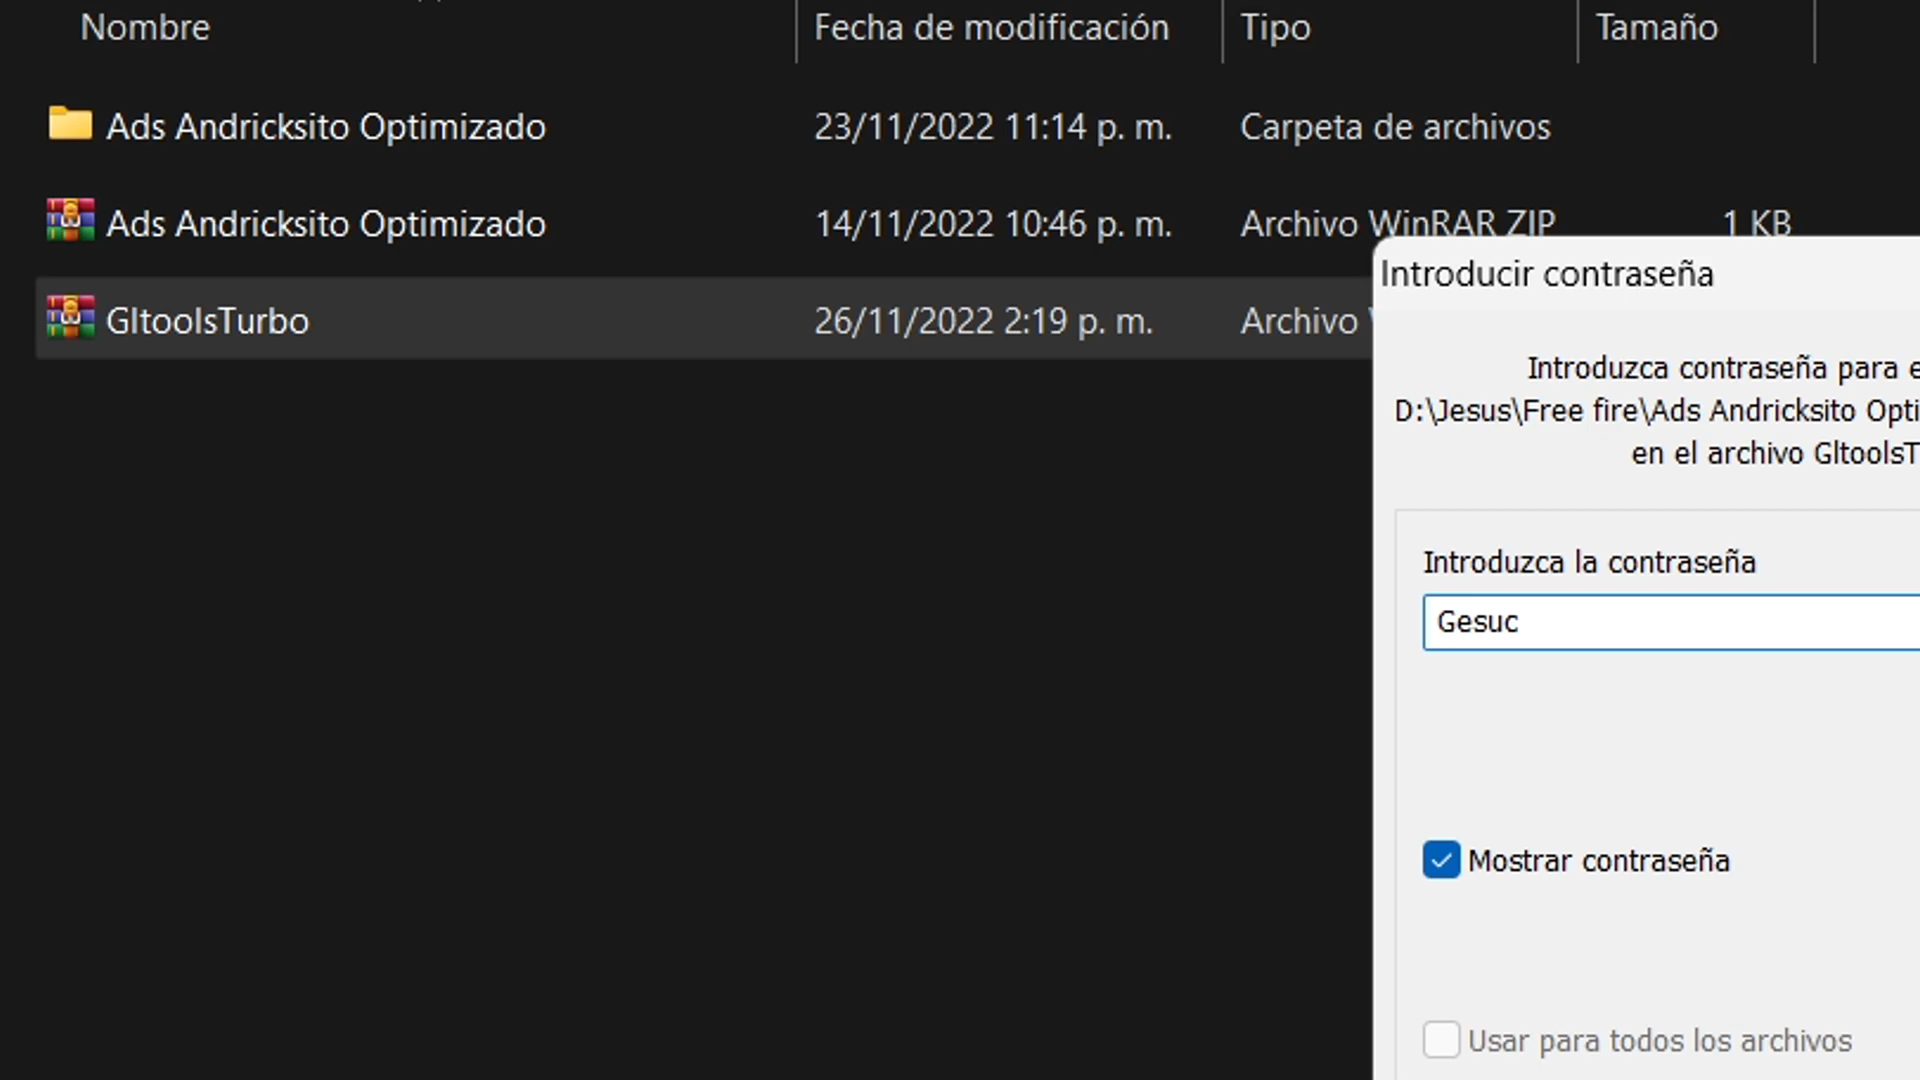 Nombre Fecha de modificación Tipo Tamaño
Ads Andricksito Optimizado 23/11/2022 11:14 p. m. Carpeta de archivos
Ads Andricksito Optimizado 14/11/2022 10:46 p. m. Archivo WinRAR ZIP 1 KB
GltoolsTurbo 26/11/2022 2:19 p. m. Archivo
Introducir contraseña
Introduzca contraseña para e
D:\Jesus\Free fire\Ads Andricksito Opti
en el archivo GltoolsT
Introduzca la contraseña
Gesuc
Mostrar contraseña
Usar para todos los archivos